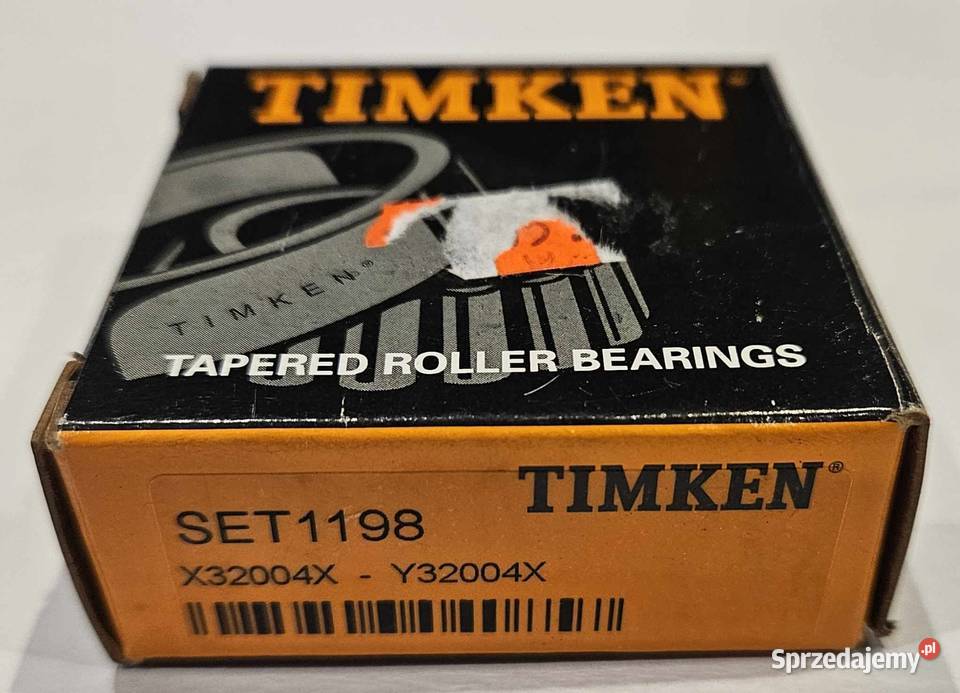 TIMKEN
TIMKEN®
TAPERED ROLLER BEARINGS
TIMKEN®
SET1198
X32004X - Y32004X
Sprzedajemy.pl